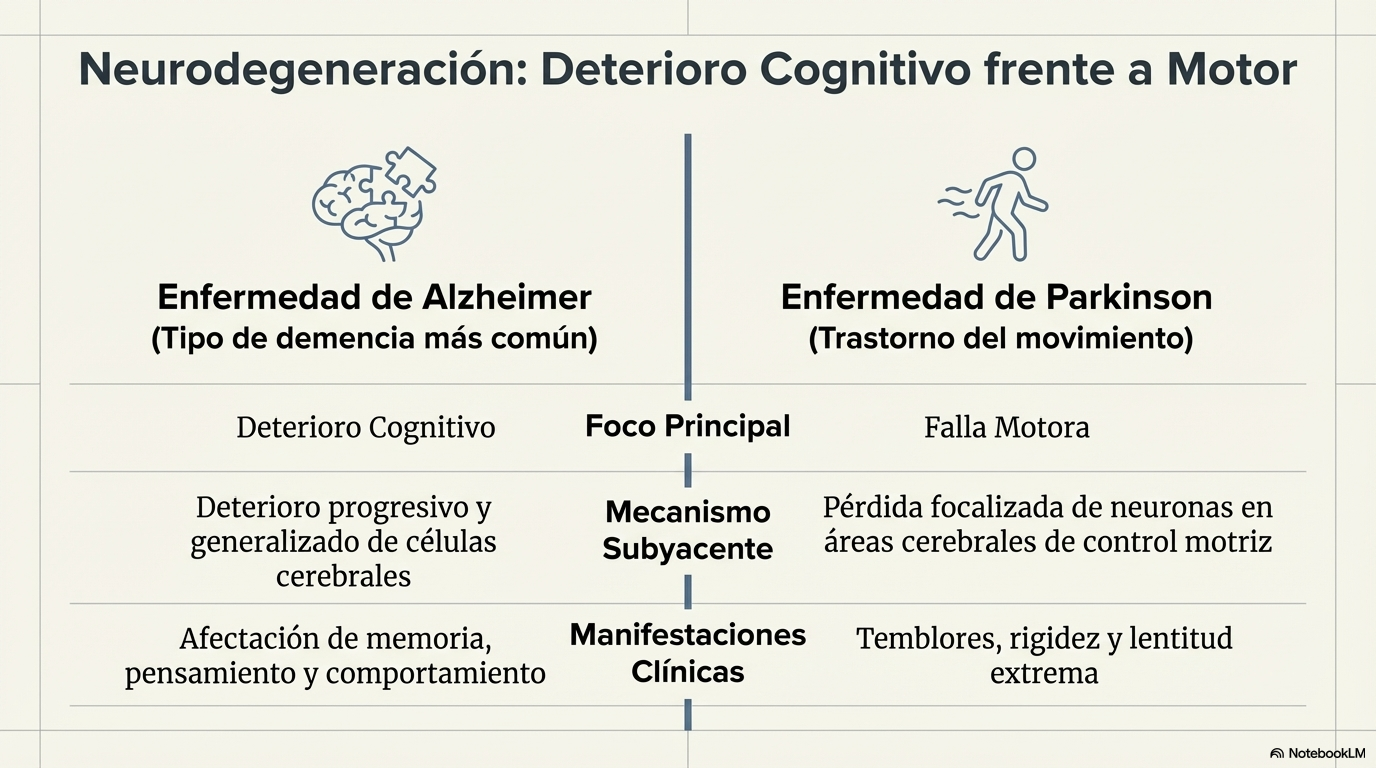 Neurodegeneración: Deterioro Cognitivo frente a Motor
Enfermedad de Alzheimer
(Tipo de demencia más común)
Enfermedad de Parkinson
(Trastorno del movimiento)
Deterioro Cognitivo
Foco Principal
Falla Motora
Deterioro progresivo y
generalizado de células
cerebrales
Mecanismo
Subyacente
Pérdida focalizada de neuronas en
áreas cerebrales de control motriz
Afectación de memoria,
pensamiento y comportamiento
Manifestaciones
Clínicas
Temblores, rigidez y lentitud
extrema
NotebookLM